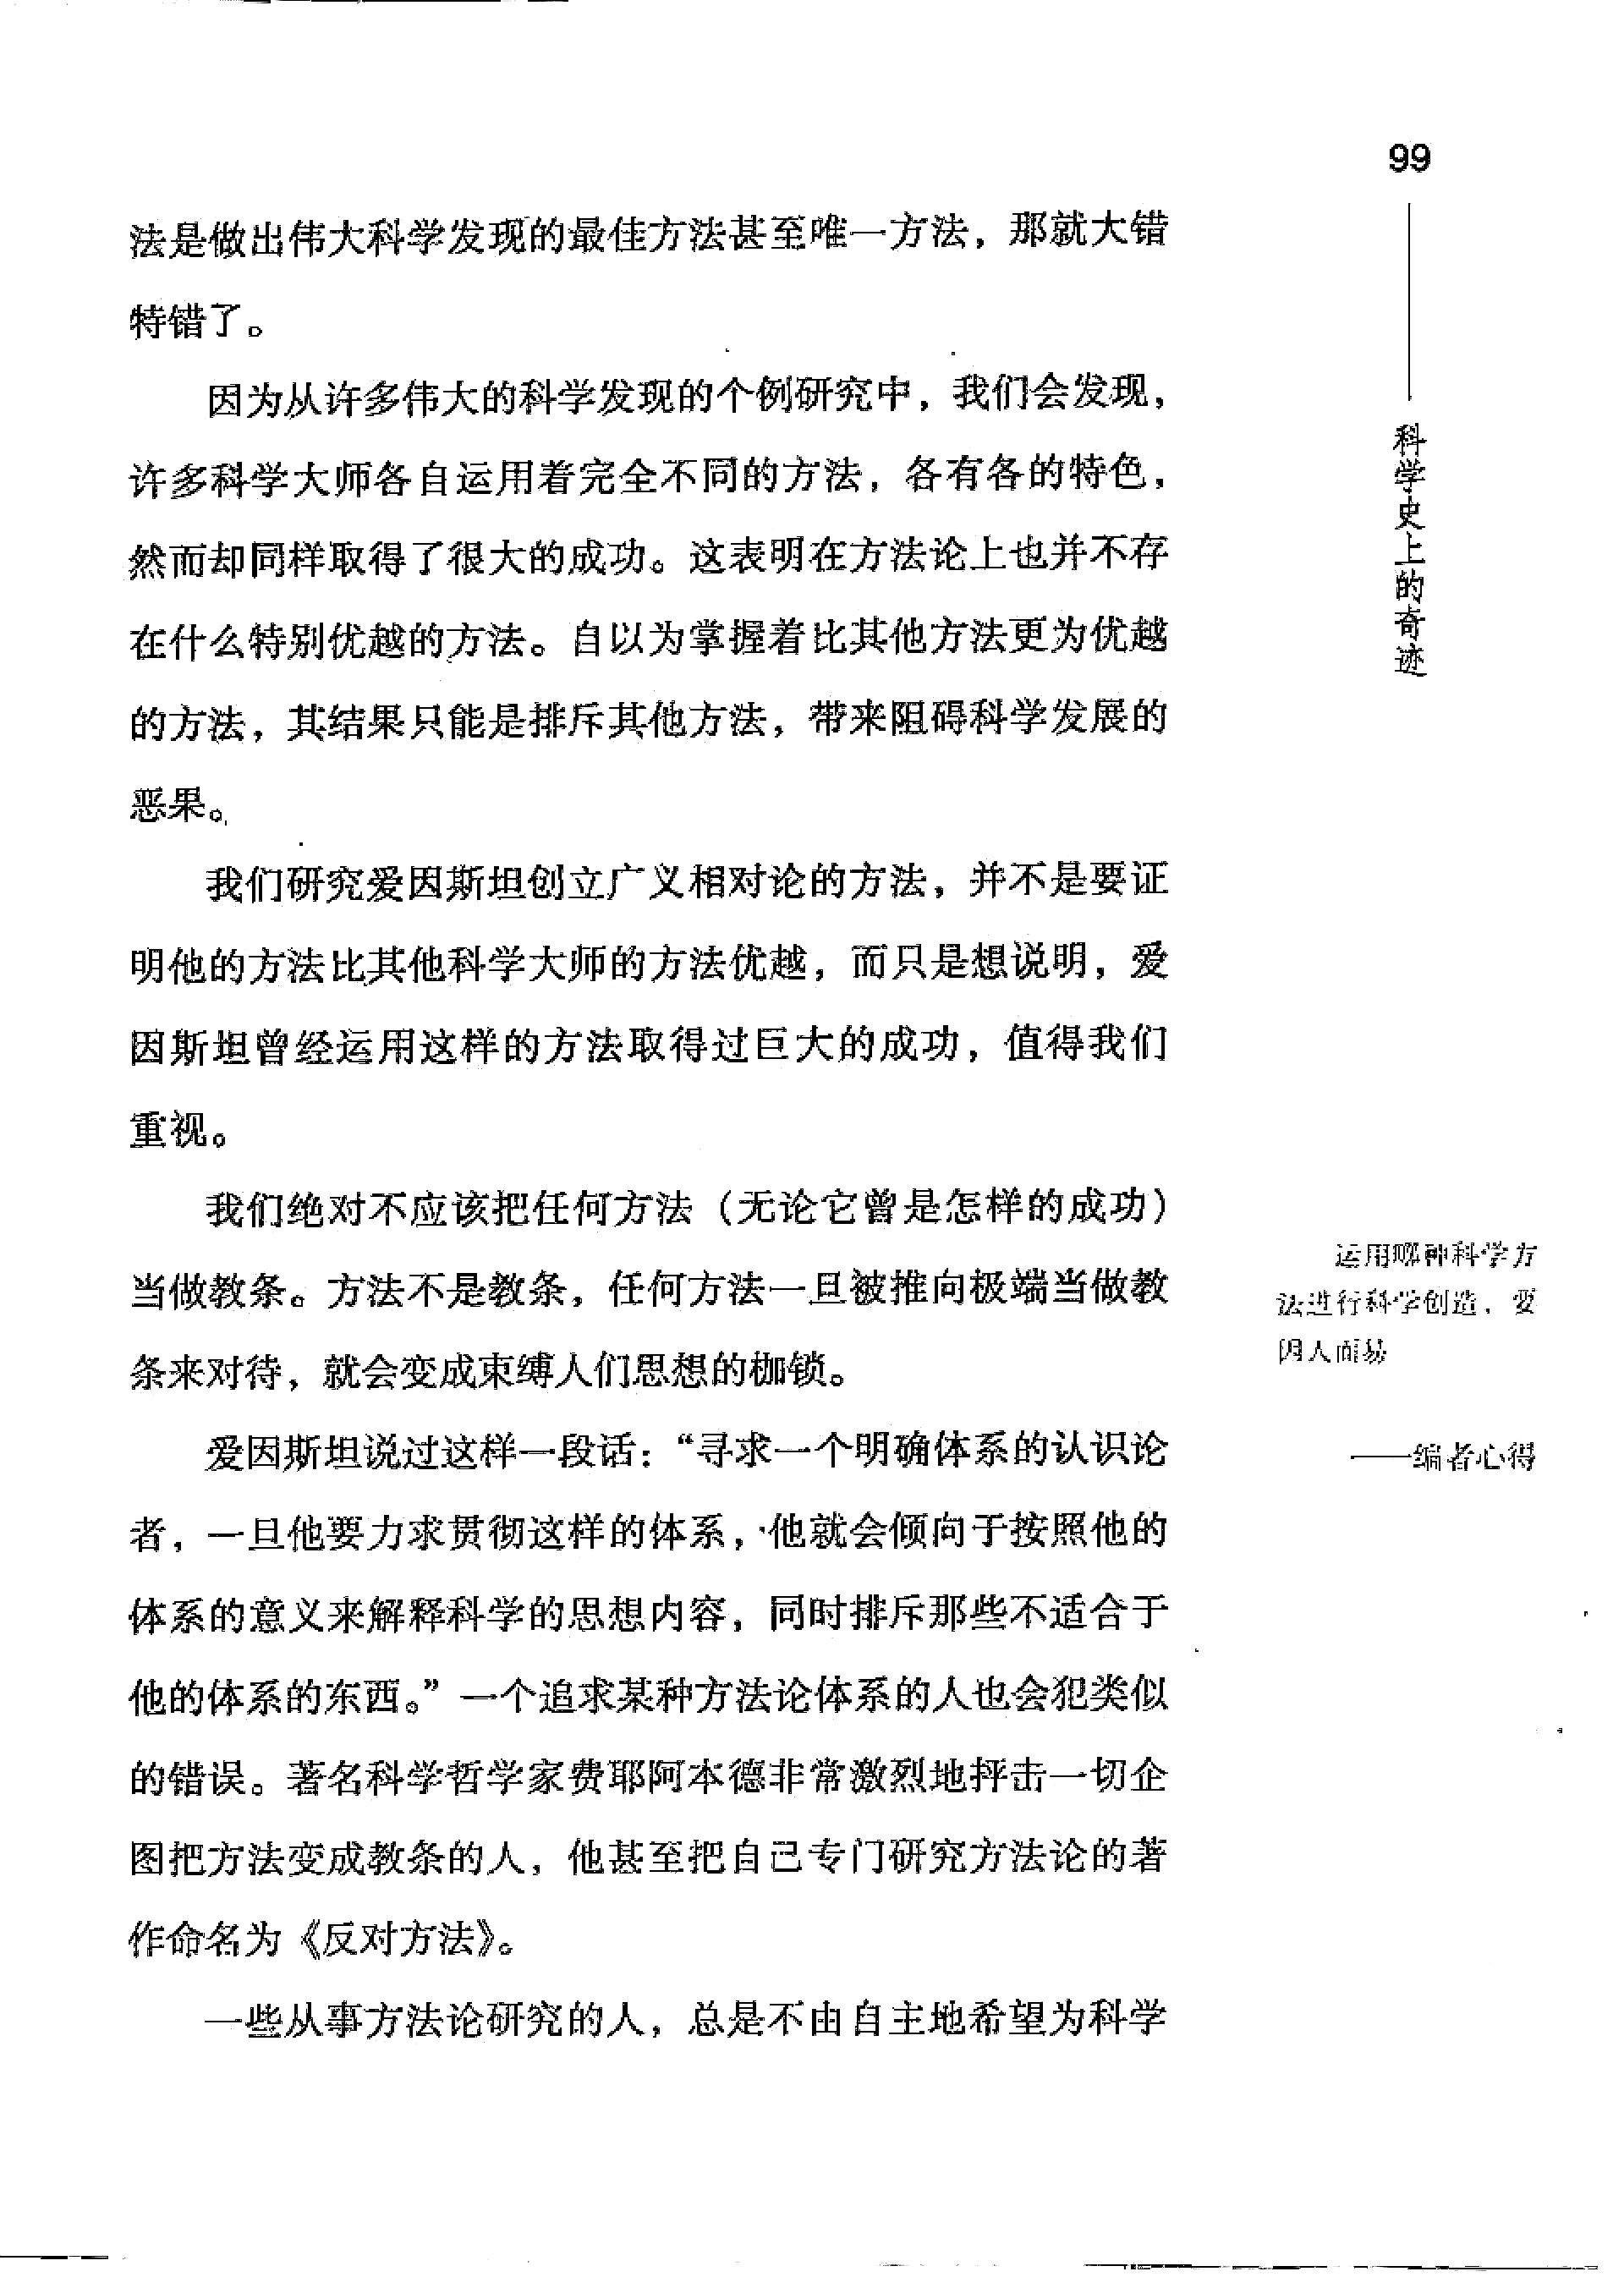 99
法是做出伟大科学发现的最佳方法甚至唯一方法，那就大错
特错了。
因为从许多伟大的科学发现的个例研究中，我们会发现，
许多科学大师各自运用着完全不同的方法，各有各的特色，
然而却同样取得了很大的成功。这表明在方法论上也并不存
在什么特别优越的方法。自以为掌握着比其他方法更为优越
的方法，其结果只能是排斥其他方法，带来阻碍科学发展的
恶果。
我们研究爱因斯坦创立广义相对论的方法，并不是要证
明他的方法比其他科学大师的方法优越，而只是想说明，爱
因斯坦曾经运用这样的方法取得过巨大的成功，值得我们
重视。
我们绝对不应该把任何方法（无论它曾是怎样的成功）
当做教条。方法不是教条，任何方法一旦被推向极端当做教
条来对待，就会变成束缚人们思想的枷锁。
爱因斯坦说过这样一段话：“寻求一个明确体系的认识论
者，一旦他要力求贯彻这样的体系，他就会倾向于按照他的
体系的意义来解释科学的思想内容，同时排斥那些不适合于
他的体系的东西。”一个追求某种方法论体系的人也会犯类似
的错误。著名科学哲学家费耶阿本德非常激烈地抨击一切企
图把方法变成教条的人，他甚至把自己专门研究方法论的著
作命名为《反对方法》。
一些从事方法论研究的人，总是不由自主地希望为科学
科学史上的奇迹
运用哪种科学方
法进行科学创造，要
因人而易
——编者心得